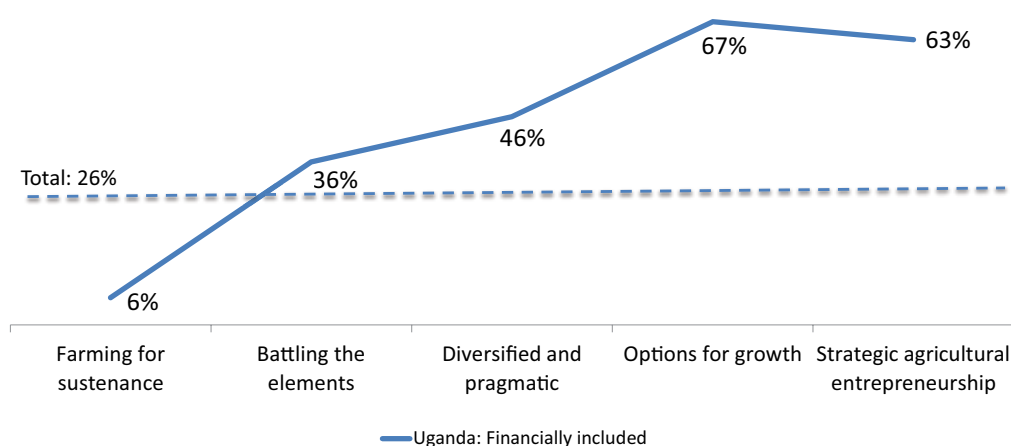 67%
63%
46%
Total: 26%
36%
6%
Farming for
sustenance
Battling the
elements
Diversified and
pragmatic
Options for growth
Strategic agricultural
entrepreneurship
Uganda: Financially included